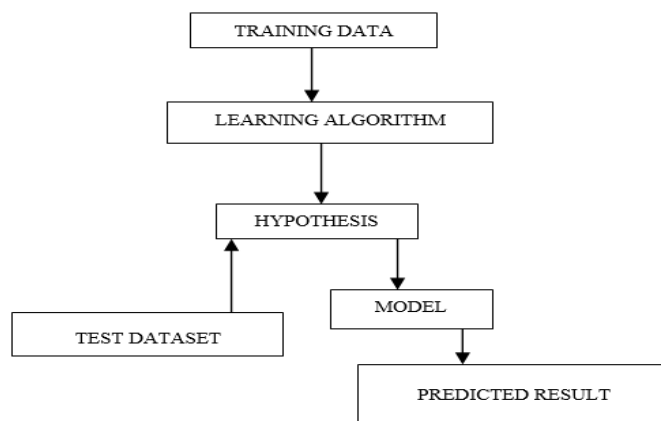 TRAINING DATA
LEARNING ALGORITHM
HYPOTHESIS
MODEL
TEST DATASET
PREDICTED RESULT